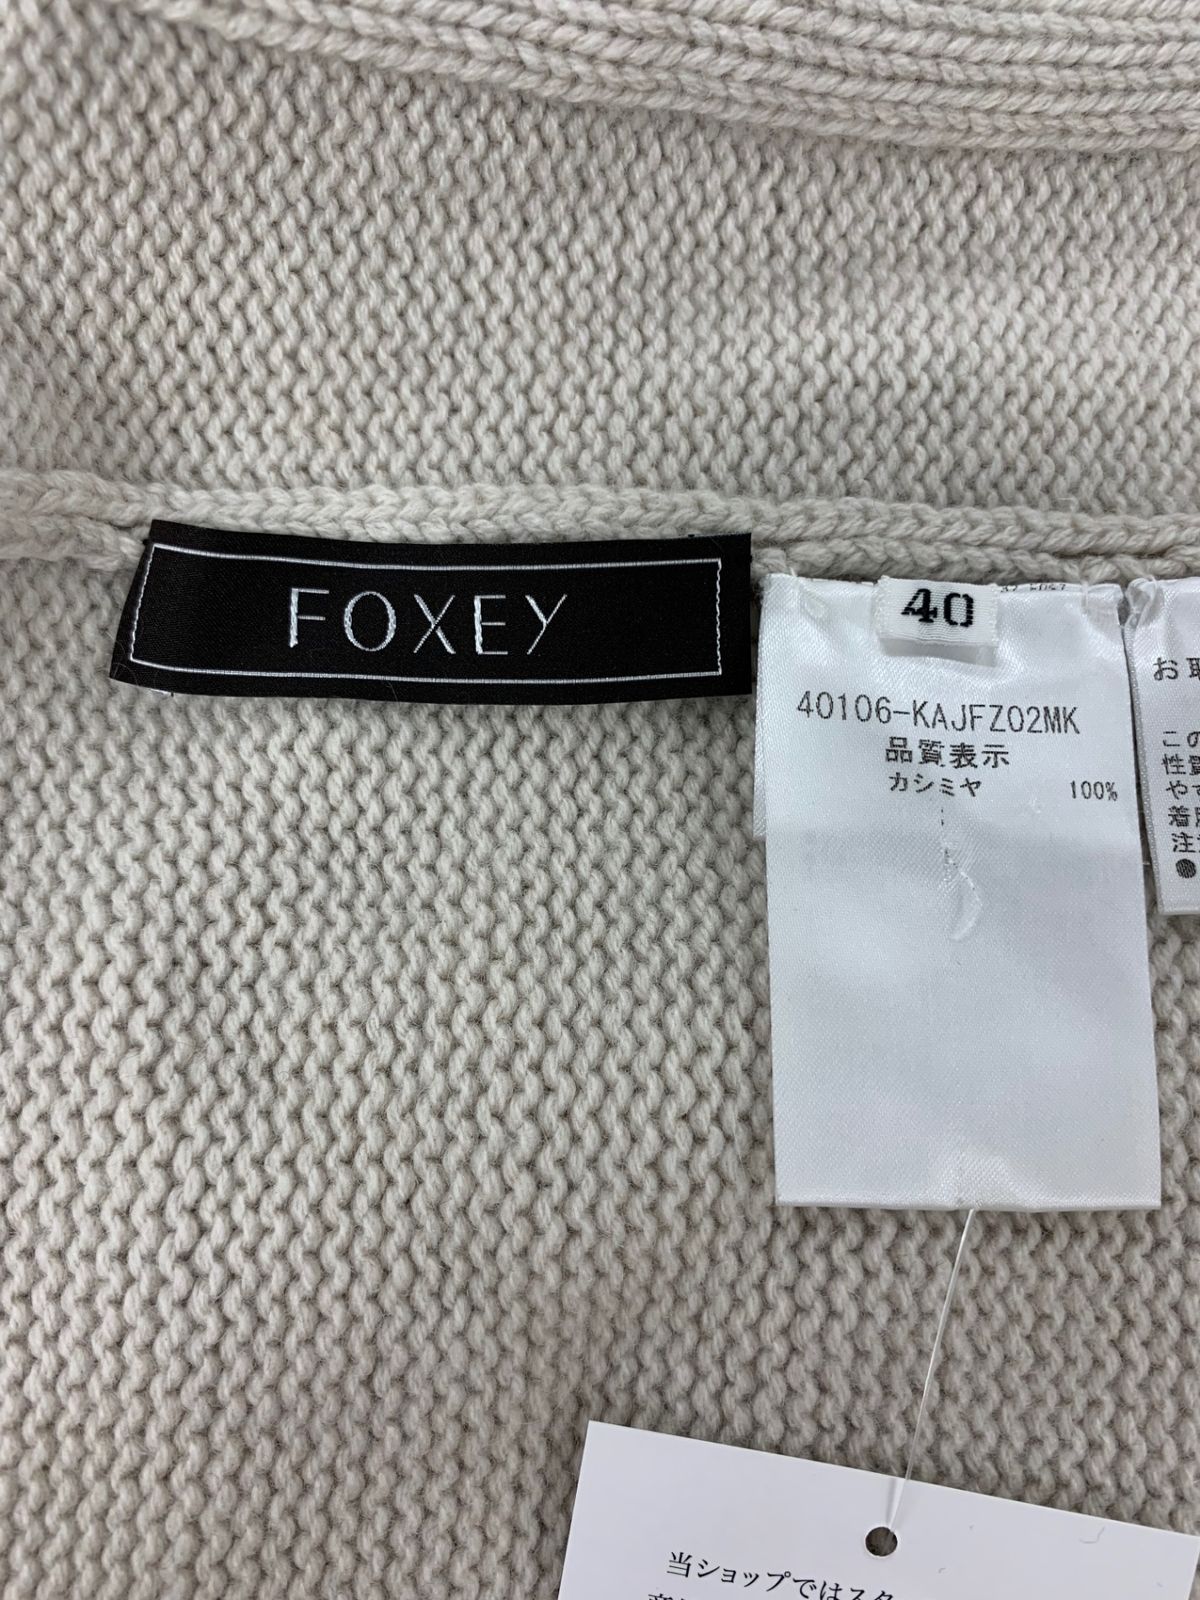 FOXEY
40
40106-KAJFZ02MK
品質表示
カシミヤ 100%
お取
この
性質
やす
着用
注意
●
当ショップではスタ